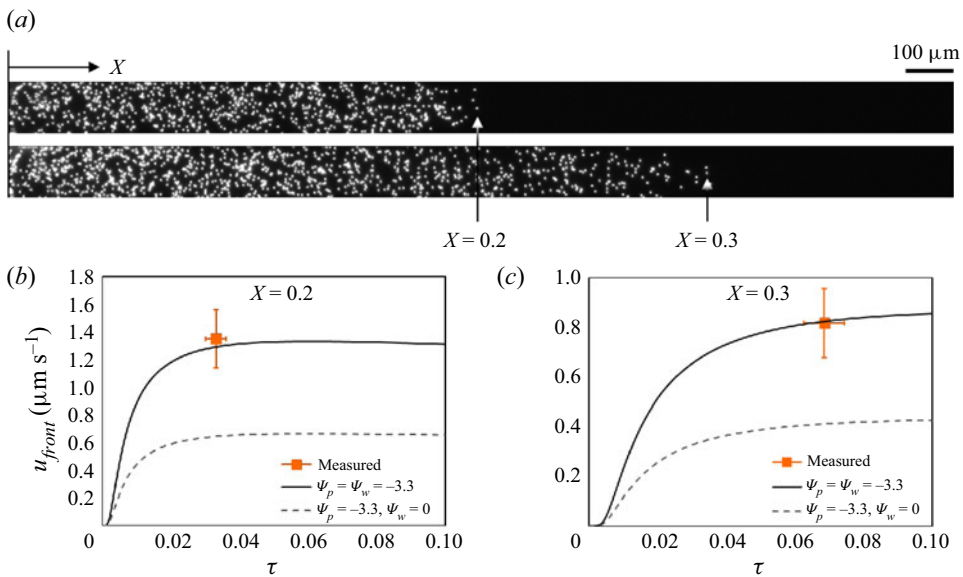 (a)
100 μm
X
X = 0.2
X = 0.3
(b)
1.8
1.6
1.4
1.2
1.0
0.8
0.6
0.4
0.2
0
0.02
0.04
0.06
0.08
0.10
u_front (μm s⁻¹)
τ
X = 0.2
Measured
Ψp = Ψw = –3.3
Ψp = –3.3, Ψw = 0
(c)
1.0
0.8
0.6
0.4
0.2
0
0.02
0.04
0.06
0.08
0.10
τ
X = 0.3
Measured
Ψp = Ψw = –3.3
Ψp = –3.3, Ψw = 0